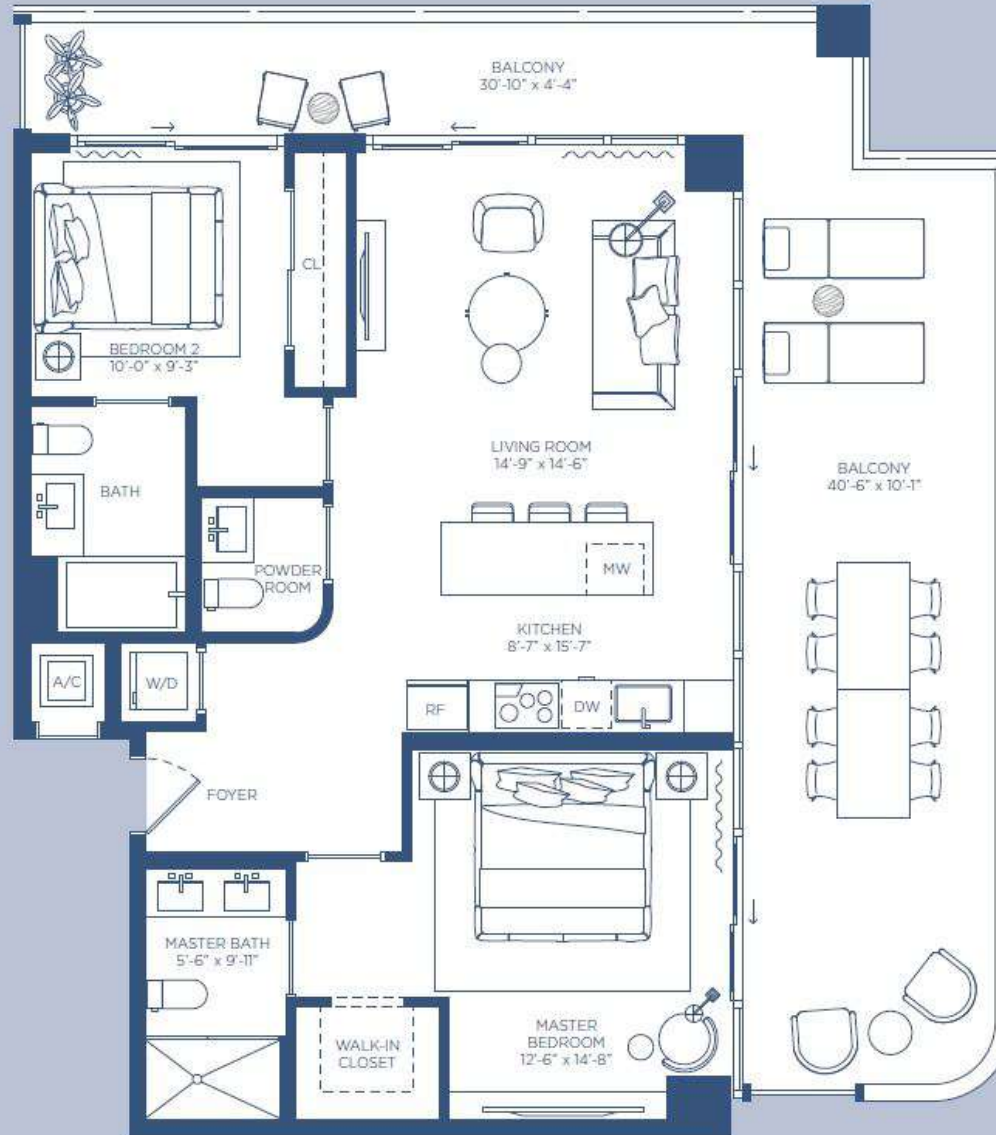 BALCONY
30'-10" x 4'-4"
CL
BEDROOM 2
10'-0" x 9'-3"
LIVING ROOM
14'-9" x 14'-6"
BALCONY
40'-6" x 10'-1"
BATH
POWDER
ROOM
MW
KITCHEN
8'-7" x 15'-7"
A/C
W/D
RF
DW
FOYER
MASTER BATH
5'-6" x 9'-11"
WALK-IN
CLOSET
MASTER
BEDROOM
12'-6" x 14'-8"